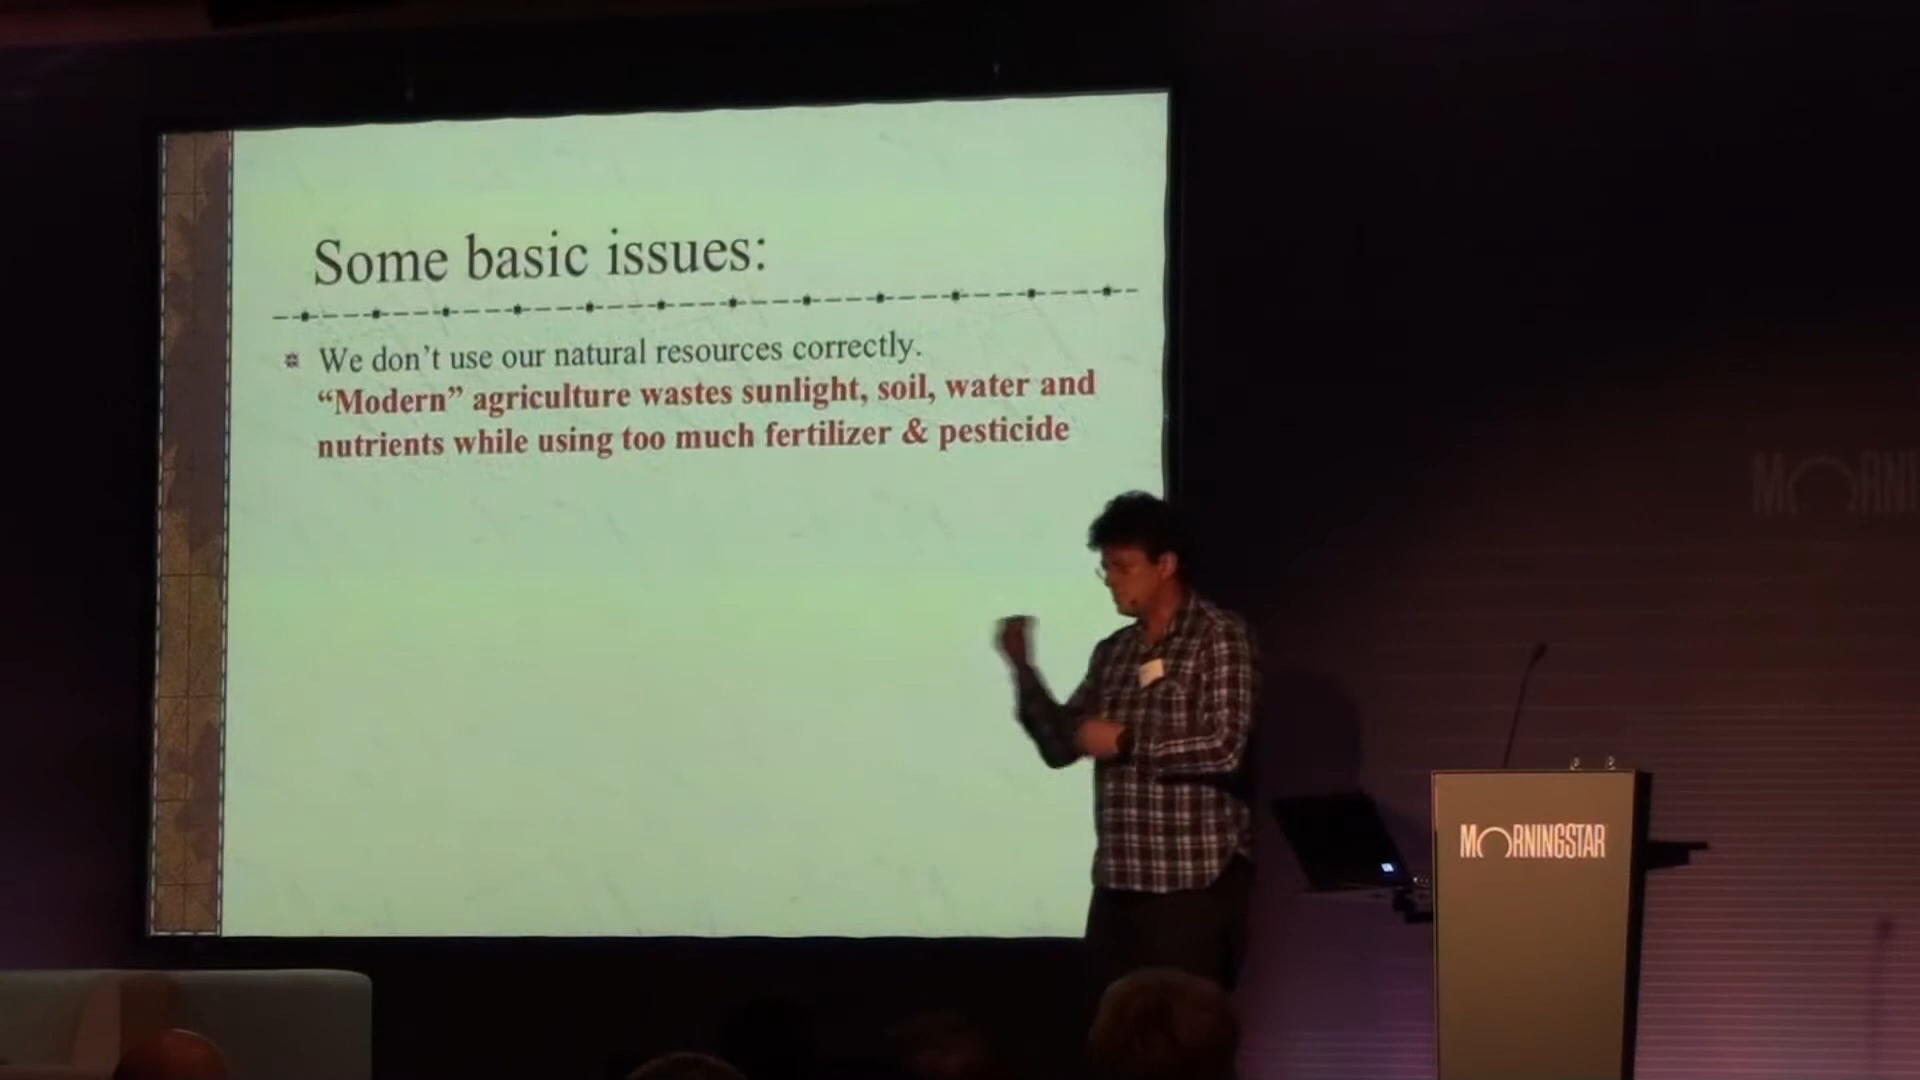 Some basic issues:
We don't use our natural resources correctly.
“Modern” agriculture wastes sunlight, soil, water and
nutrients while using too much fertilizer & pesticide
MORNINGSTAR
MORNI